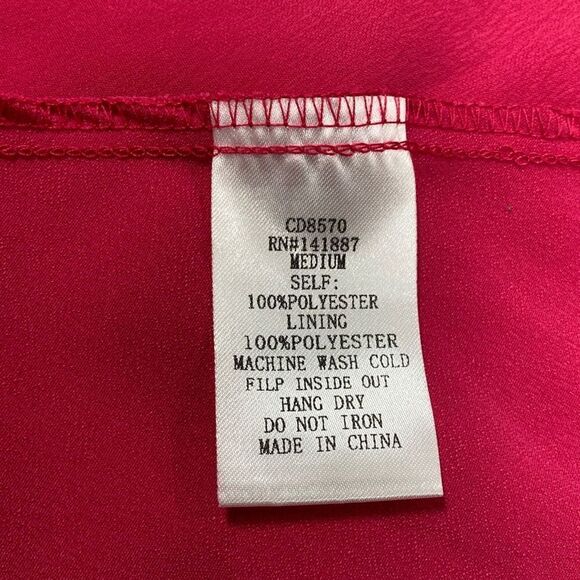 CD8570
RN#141887
MEDIUM
SELF:
100%POLYESTER
LINING
100%POLYESTER
MACHINE WASH COLD
FILP INSIDE OUT
HANG DRY
DO NOT IRON
MADE IN CHINA